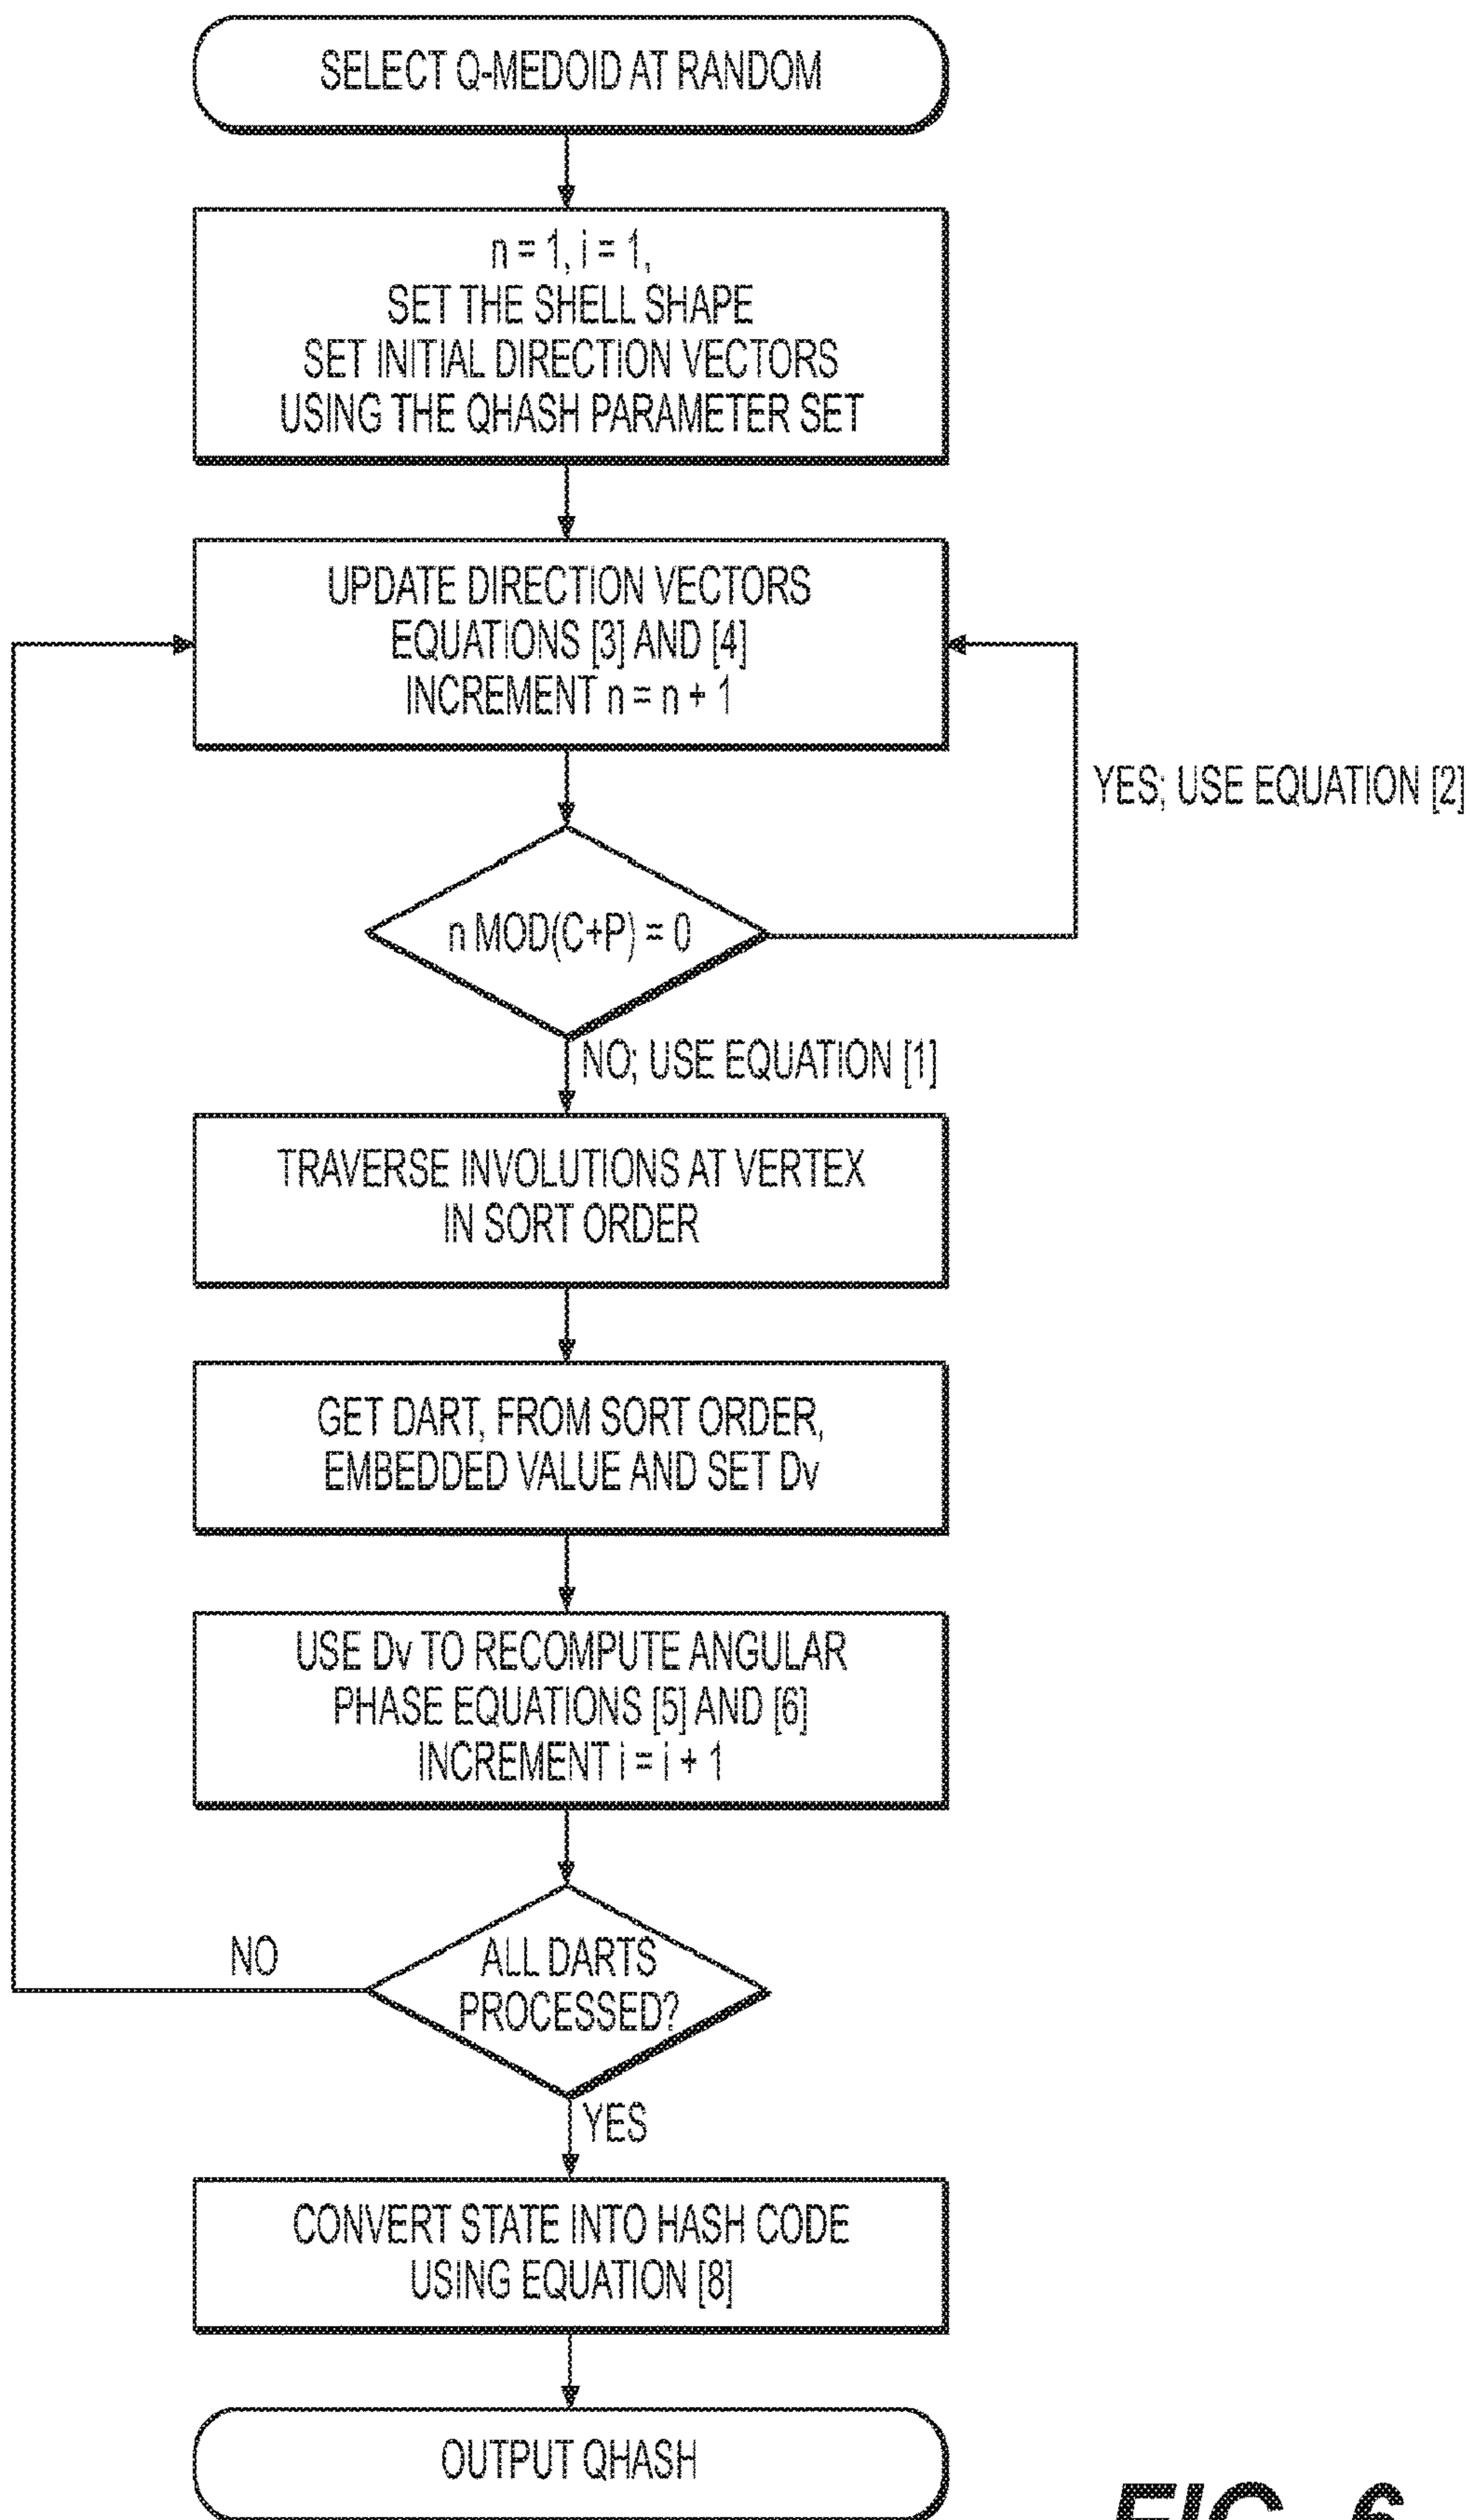 SELECT Q-MEDOID AT RANDOM
n = 1, i = 1,
SET THE SHELL SHAPE
SET INITIAL DIRECTION VECTORS
USING THE QHASH PARAMETER SET
UPDATE DIRECTION VECTORS
EQUATIONS [3] AND [4]
INCREMENT n = n + 1
YES; USE EQUATION [2]
n MOD(C+P) = 0
NO; USE EQUATION [1]
TRAVERSE INVOLUTIONS AT VERTEX
IN SORT ORDER
GET DART, FROM SORT ORDER,
EMBEDDED VALUE AND SET Dv
USE Dv TO RECOMPUTE ANGULAR
PHASE EQUATIONS [5] AND [6]
INCREMENT i = i + 1
NO
ALL DARTS
PROCESSED?
YES
CONVERT STATE INTO HASH CODE
USING EQUATION [8]
OUTPUT QHASH
FIG. 6